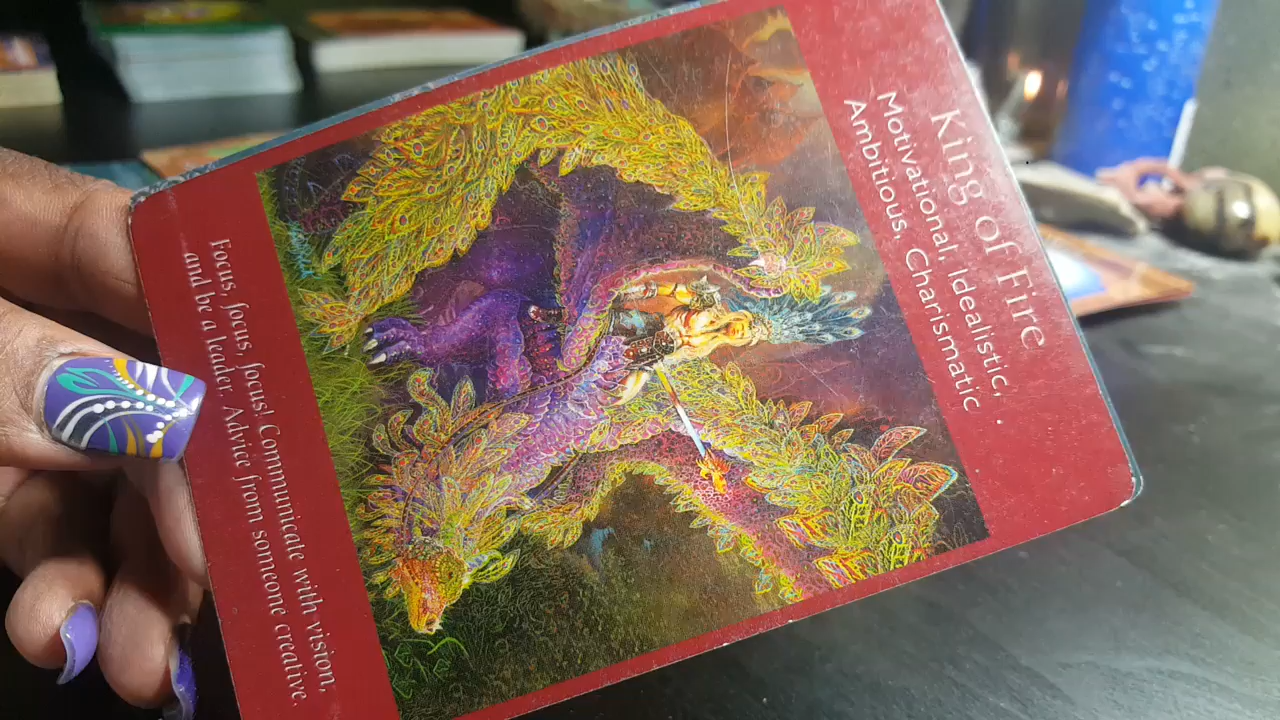 King of Fire
Motivational, Idealistic,
Ambitious, Charismatic
Focus, focus, focus! Communicate with vision,
and be a leader. Advice from someone creative.